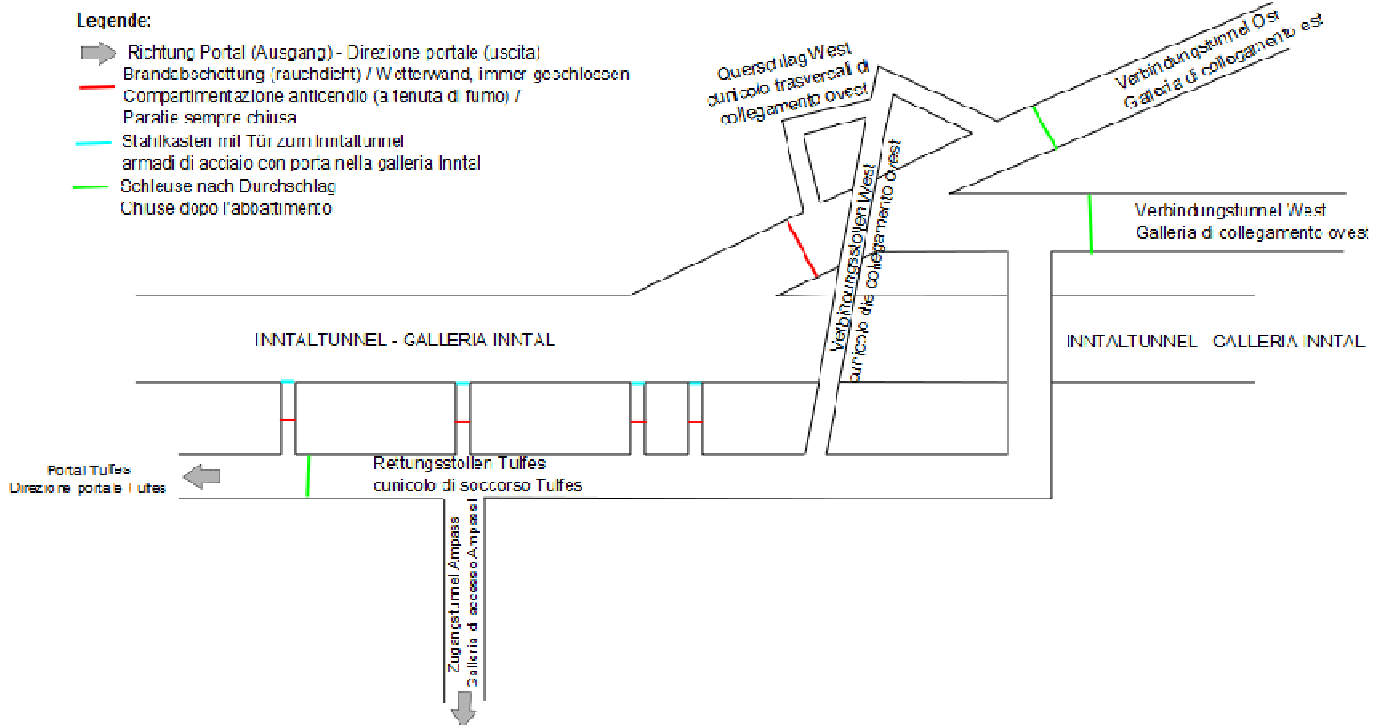 Legende:
Richtung Portal (Ausgang) - Direzione portale (uscita)
Brandabschottung (rauchdicht) / Wetterwand, immer geschlossen
Compartimentazione anticendio (a tenuta di fumo) /
Paratie sempre chiusa
Stahlkasten mit Tür zum Inntaltunnel
armadi di acciaio con porta nella galleria Inntal
Schleuse nach Durchschlag
Chiuse dopo l'abbattimento
Querschlag West
cunicolo trasversali di
collegamento ovest
Verbindungstunnel Ost
Galleria di collegamento est
Verbindungstunnel West
Galleria di collegamento ovest
Verbindungsstollen West
cunicolo die collegamento ovest
INNTALTUNNEL - GALLERIA INNTAL
INNTALTUNNEL - GALLERIA INNTAL
Rettungsstollen Tulfes
cunicolo di soccorso Tulfes
Portal Tulfes
Direzione portale Tulfes
Zugangstunnel Ampass
Galleria di accesso Ampass